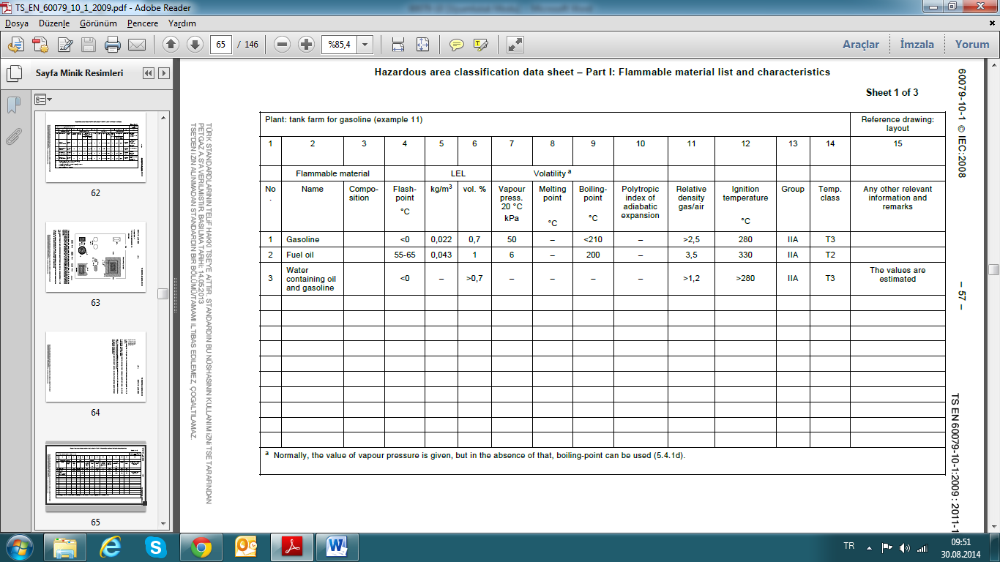 TS_EN_60079_10_1_2009.pdf - Adobe Reader
Dosya Düzenle Görünüm Pencere Yardım
65 / 146 %85,4 Araçlar İmzala Yorum
Sayfa Minik Resimleri
62
63
64
65
Hazardous area classification data sheet – Part I: Flammable material list and characteristics
Sheet 1 of 3
Plant: tank farm for gasoline (example 11) Reference drawing: layout
1 2 3 4 5 6 7 8 9 10 11 12 13 14 15
Flammable material LEL Volatility a
No. Name Compo-sition Flash-point °C kg/m3 vol. % Vapour press. 20 °C kPa Melting point °C Boiling-point °C Polytropic index of adiabatic expansion Relative density gas/air Ignition temperature °C Group Temp. class Any other relevant information and remarks
1 Gasoline <0 0,022 0,7 50 – <210 – >2,5 280 IIA T3
2 Fuel oil 55-65 0,043 1 6 – 200 – 3,5 330 IIA T2
3 Water containing oil and gasoline <0 – >0,7 – – – – >1,2 >280 IIA T3 The values are estimated
a Normally, the value of vapour pressure is given, but in the absence of that, boiling-point can be used (5.4.1d).
60079-10-1 © IEC:2008
– 57 –
TS EN 60079-10-1:2009 : 2011-1
TÜRK STANDARDLARININ TELİF HAKKI TSE'YE AİTTİR. STANDARDIN BU NÜSHASININ KULLANIM İZNİ TSE TARAFINDAN
PETGAZ A.S'A VERİLMİSTİR. BASILMA TARİHİ: 14.05.2013
TSE'DEN İZİN ALINMADAN STANDARDIN BİR BÖLÜMÜ/TAMAMI İLTİBAS EDİLEMEZ, ÇOGALTILAMAZ.
TR
09:51
30.08.2014